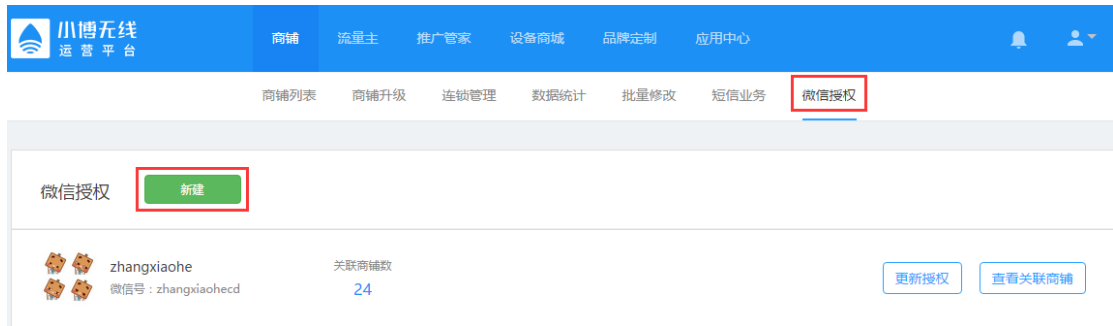 小博无线
运营平台
商铺 流量主 推广管家 设备商城 品牌定制 应用中心
商铺列表 商铺升级 连锁管理 数据统计 批量修改 短信业务 微信授权
微信授权 新建
zhangxiaohe 关联商铺数
微信号：zhangxiaohecd 24 更新授权 查看关联商铺